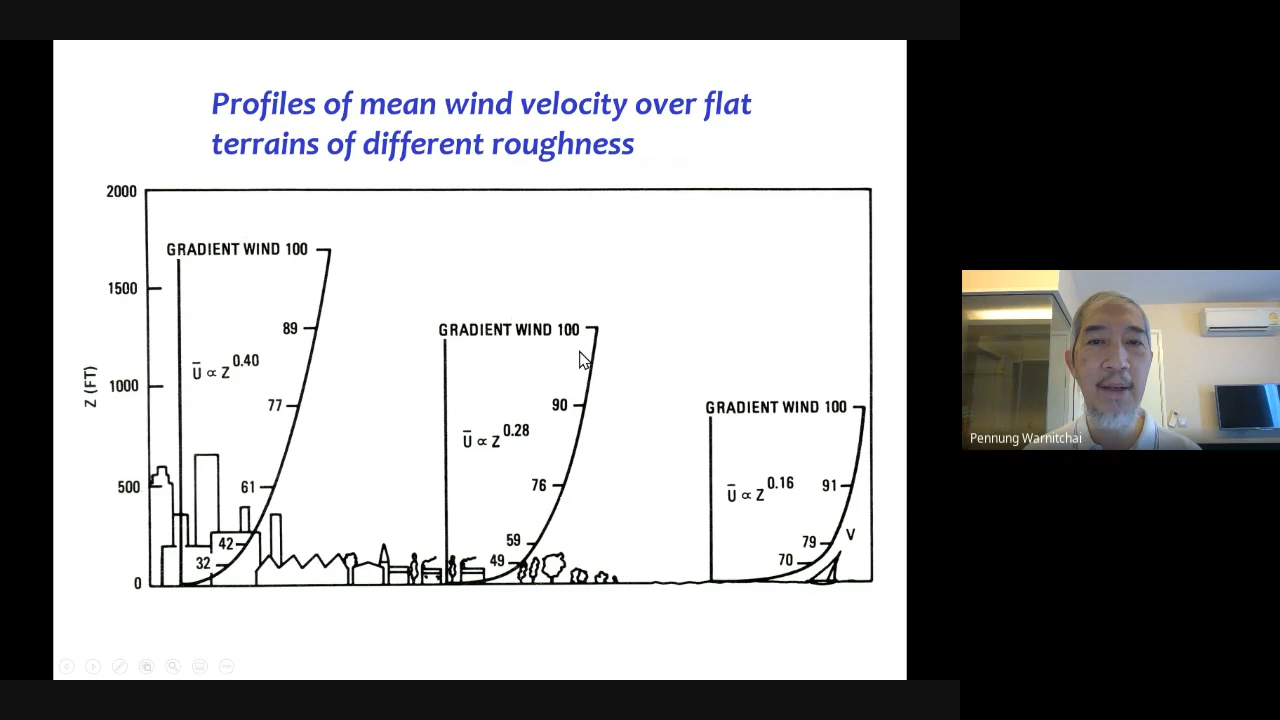 Profiles of mean wind velocity over flat
terrains of different roughness
2000
GRADIENT WIND 100
1500
89
Ū ∝ Z^0.40
Z (FT)
1000
77
500
61
42
32
0
GRADIENT WIND 100
90
Ū ∝ Z^0.28
76
59
49
GRADIENT WIND 100
Ū ∝ Z^0.16
91
79
V
70
Pennung Warnitchai